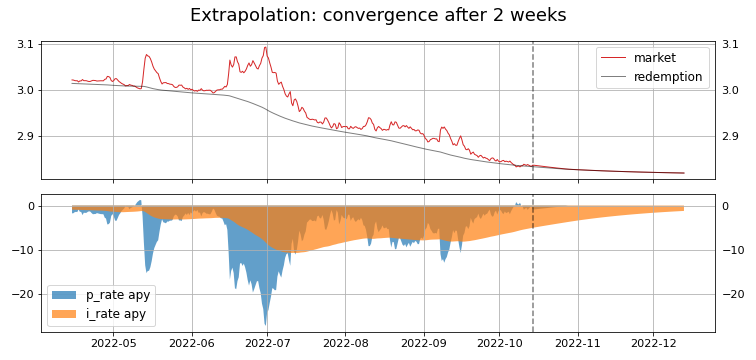 Extrapolation: convergence after 2 weeks
3.1
3.0
2.9
3.1
3.0
2.9
market
redemption
0
−10
−20
0
−10
−20
p_rate apy
i_rate apy
2022-05 2022-06 2022-07 2022-08 2022-09 2022-10 2022-11 2022-12